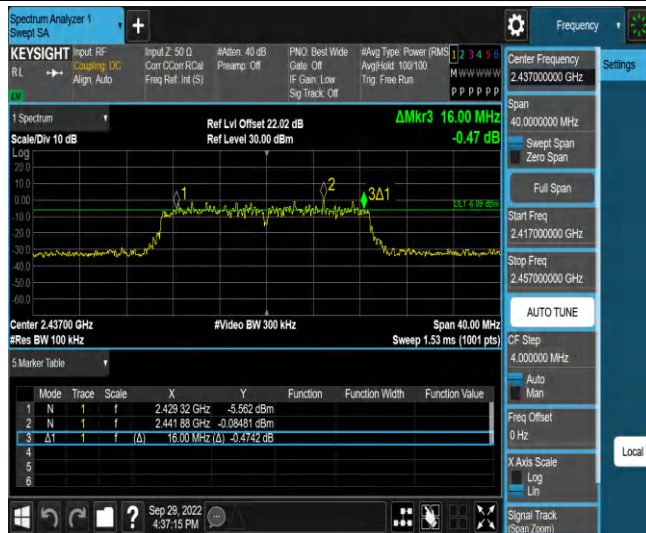 Spectrum Analyzer 1
Swept SA
+
Frequency
KEYSIGHT
RL
LW
Input: RF
Coupling: DC
Align: Auto
Input Z: 50 Ω
Corr CCorr RCal
Freq Ref: Int (S)
#Atten: 40 dB
Preamp: Off
PNO: Best Wide
Gate: Off
IF Gain: Low
Sig Track: Off
#Avg Type: Power (RMS
Avg|Hold: 100/100
Trig: Free Run
1 2 3 4 5 6
M W W W W W
P P P P P P
1 Spectrum
Scale/Div 10 dB
Ref Lvl Offset 22.02 dB
Ref Level 30.00 dBm
ΔMkr3 16.00 MHz
-0.47 dB
Log
20.0
10.0
0.00
-10.0
-20.0
-30.0
-40.0
-50.0
-60.0
1
2
3Δ1
DL1 -6.09 dBm
Center 2.43700 GHz
#Res BW 100 kHz
#Video BW 300 kHz
Span 40.00 MHz
Sweep 1.53 ms (1001 pts)
5 Marker Table
Mode Trace Scale X Y Function Function Width Function Value
1 N 1 f 2.429 32 GHz -5.562 dBm
2 N 1 f 2.441 88 GHz -0.08481 dBm
3 Δ1 1 f (Δ) 16.00 MHz (Δ) -0.4742 dB
4
5
6
?
Sep 29, 2022
4:37:15 PM
Center Frequency
2.437000000 GHz
Settings
Span
40.0000000 MHz
Swept Span
Zero Span
Full Span
Start Freq
2.417000000 GHz
Stop Freq
2.457000000 GHz
AUTO TUNE
CF Step
4.000000 MHz
Auto
Man
Freq Offset
0 Hz
X Axis Scale
Log
Lin
Local
Signal Track
(Span Zoom)